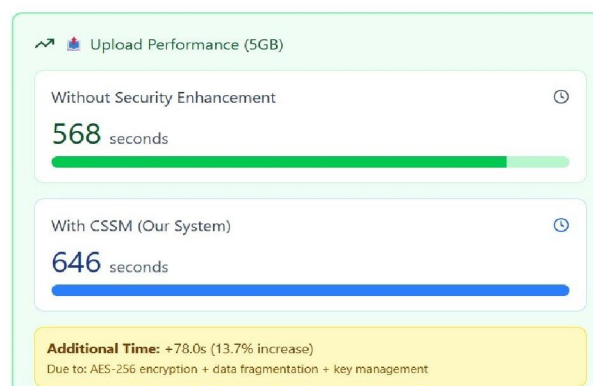 Upload Performance (5GB)
Without Security Enhancement
568 seconds
With CSSM (Our System)
646 seconds
Additional Time: +78.0s (13.7% increase)
Due to: AES-256 encryption + data fragmentation + key management